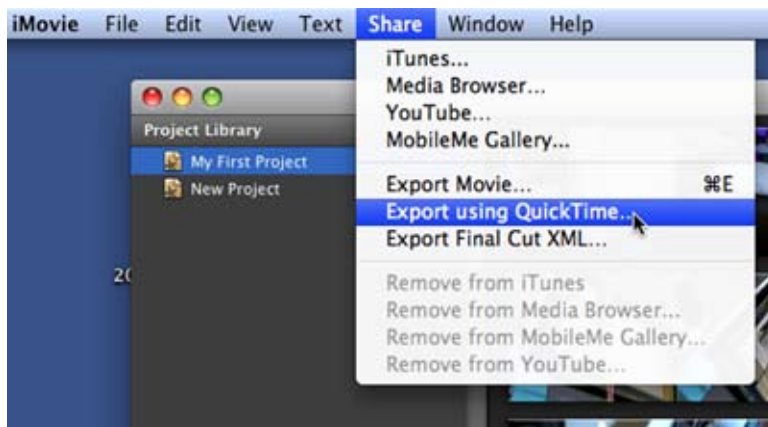 iMovie File Edit View Text Share Window Help
iTunes...
Media Browser...
YouTube...
MobileMe Gallery...
Project Library
My First Project
New Project
Export Movie... ⌘E
Export using QuickTime...
Export Final Cut XML...
20
Remove from iTunes
Remove from Media Browser...
Remove from MobileMe Gallery...
Remove from YouTube...